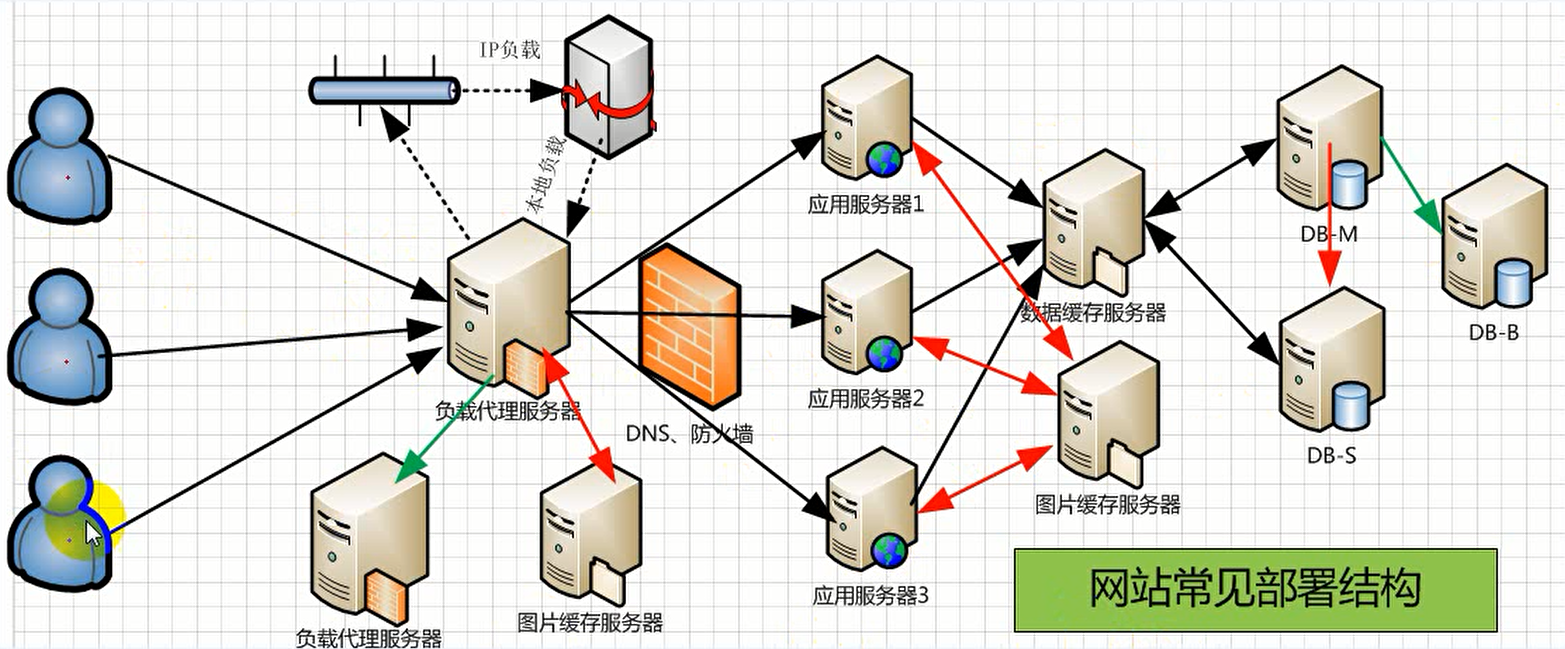 IP负载
本地负载
应用服务器1
数据缓存服务器
DB-M
DB-B
负载代理服务器
DNS、防火墙
应用服务器2
DB-S
图片缓存服务器
应用服务器3
网站常见部署结构
图片缓存服务器
负载代理服务器